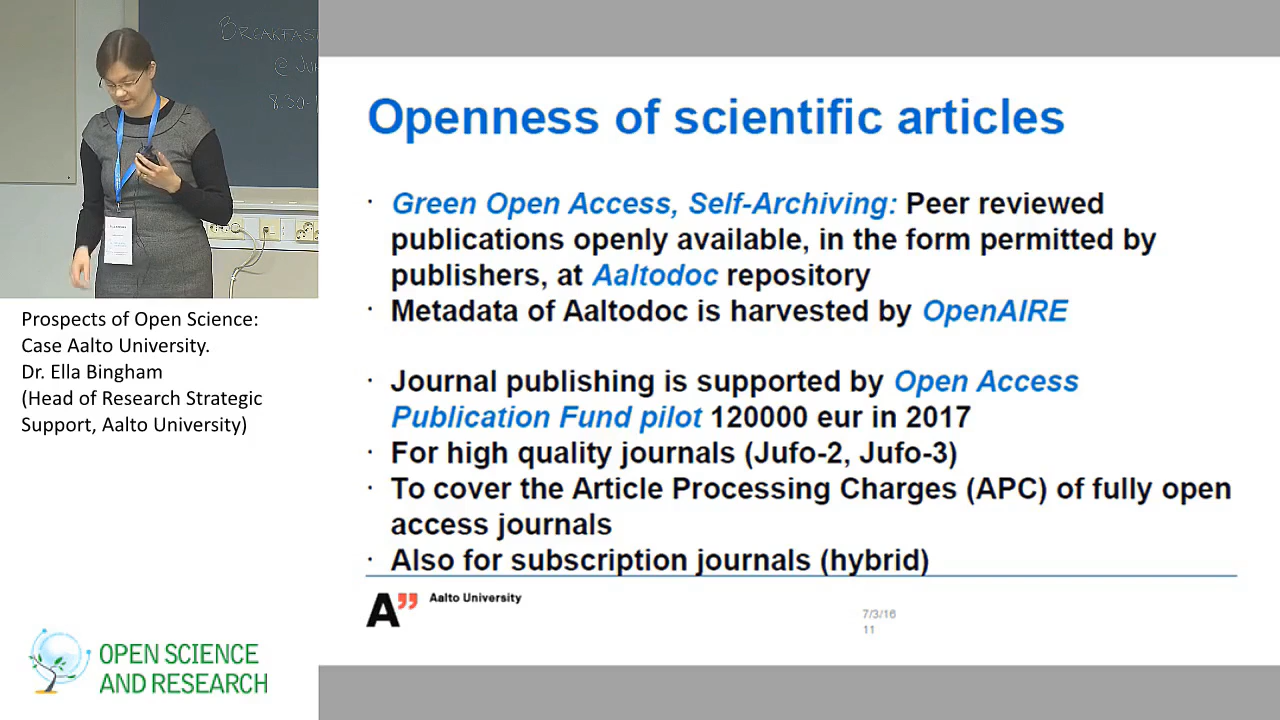 BREAKFAST
@ JU
8:30-1
Openness of scientific articles
· Green Open Access, Self-Archiving: Peer reviewed
publications openly available, in the form permitted by
publishers, at Aaltodoc repository
· Metadata of Aaltodoc is harvested by OpenAIRE
· Journal publishing is supported by Open Access
Publication Fund pilot 120000 eur in 2017
· For high quality journals (Jufo-2, Jufo-3)
· To cover the Article Processing Charges (APC) of fully open
access journals
· Also for subscription journals (hybrid)
A” Aalto University
7/3/16
11
Prospects of Open Science:
Case Aalto University.
Dr. Ella Bingham
(Head of Research Strategic
Support, Aalto University)
OPEN SCIENCE
AND RESEARCH